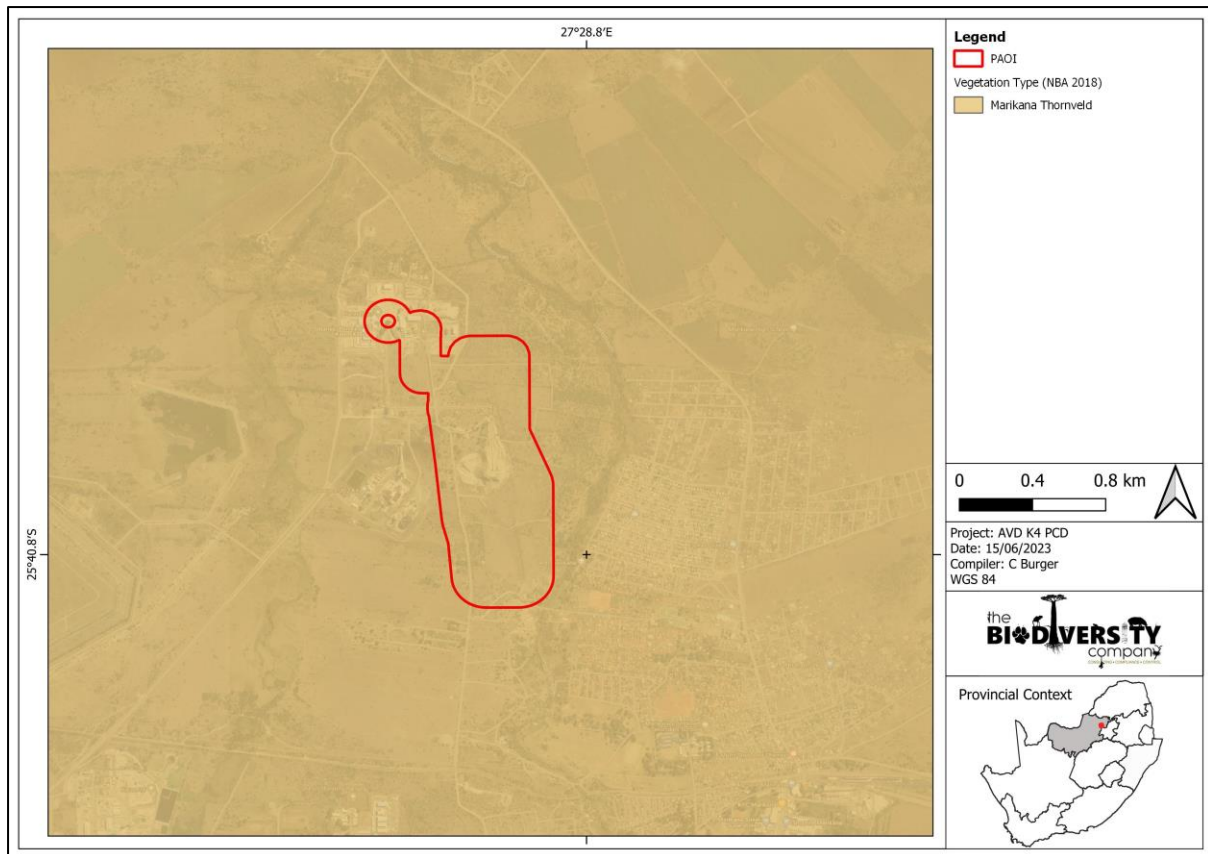 27°28.8'E
25°40.8'S
Legend
PAOI
Vegetation Type (NBA 2018)
Marikana Thornveld
0 0.4 0.8 km
Project: AVD K4 PCD
Date: 15/06/2023
Compiler: C Burger
WGS 84
the
BIODIVERSITY
company
Provincial Context